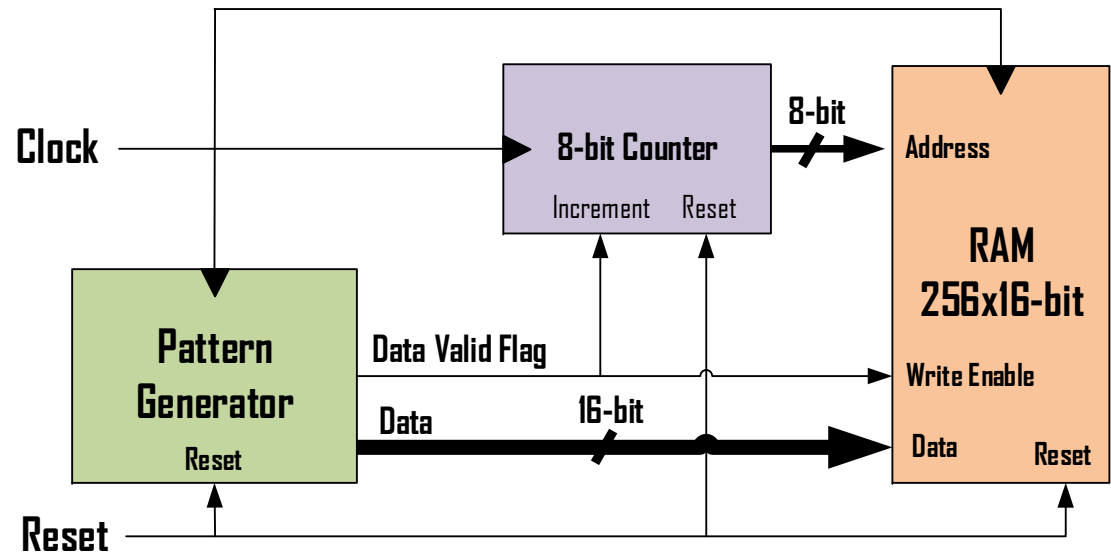 8-bit
Clock
8-bit Counter
Address
Increment
Reset
RAM
256x16-bit
Pattern
Generator
Data Valid Flag
Write Enable
16-bit
Data
Data
Reset
Reset
Reset